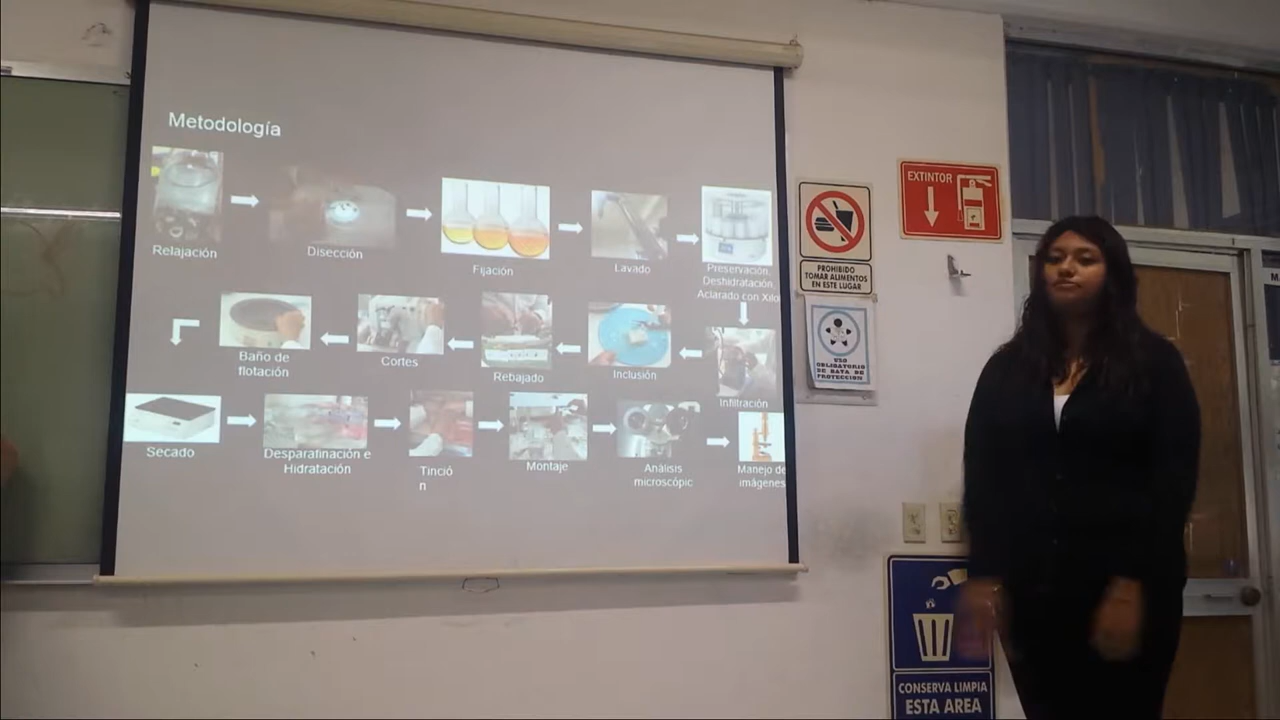 Metodología
Relajación
Disección
Fijación
Lavado
Preservación,
Deshidratación,
Aclarado con Xilo
Baño de
flotación
Cortes
Rebajado
Inclusión
Infiltración
Secado
Desparafinación e
Hidratación
Tinció
n
Montaje
Análisis
microscópic
Manejo de
imágenes
PROHIBIDO
TOMAR ALIMENTOS
EN ESTE LUGAR
USO
OBLIGATORIO
DE BATA DE
PROTECCION
EXTINTOR
CONSERVA LIMPIA
ESTA AREA